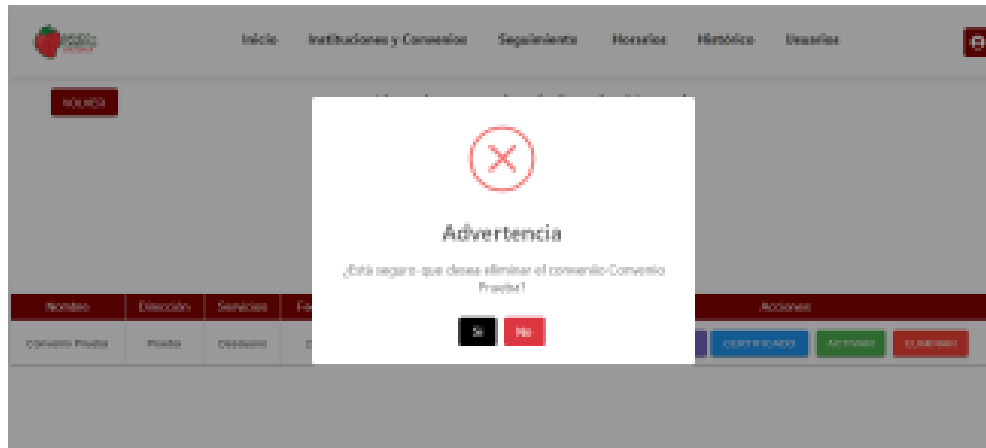 Inicio Instituciones y Convenios Seguimiento Horarios Histórico Usuarios
VOLVER
Advertencia
¿Está seguro que desea eliminar el convenio Convenio
Prueba?
Si No
Nombre Dirección Servicios Acciones
Convenio Prueba Prueba Desayuno CERTIFICADO ACTIVAR ELIMINAR